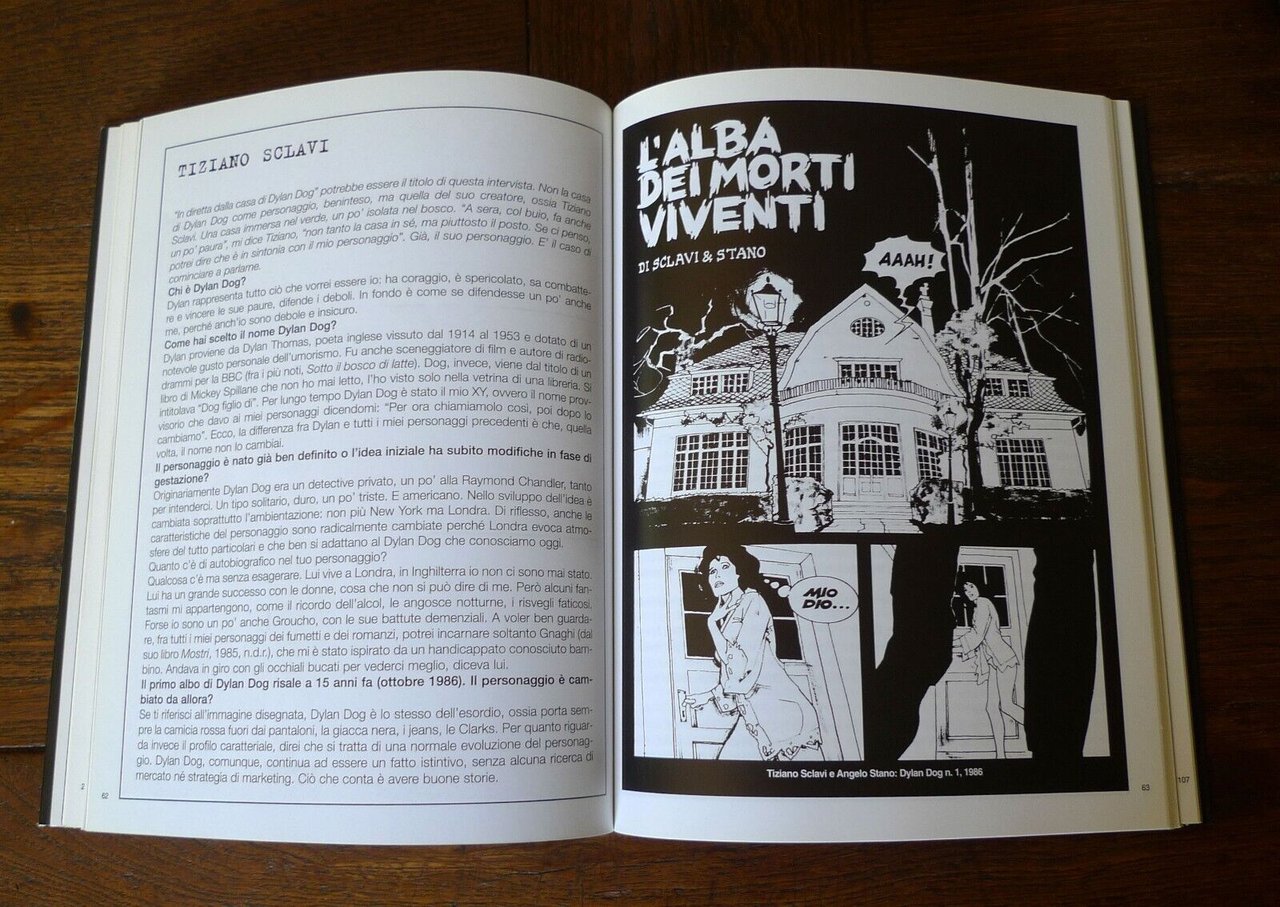 TIZIANO SCLAVI
"In diretta dalla casa di Dylan Dog" potrebbe essere il titolo di questa intervista. Non la casa
di Dylan Dog come personaggio, beninteso, ma quella del suo creatore, ossia Tiziano
Sclavi. Una casa immersa nel verde, un po' isolata nel bosco. "A sera, col buio, fa anche
un po' paura", mi dice Tiziano, "non tanto la casa in sé, ma piuttosto il posto. Se ci penso,
potrei dire che è in sintonia con il mio personaggio". Già, il suo personaggio. E' il caso di
cominciare a parlarne.
Chi è Dylan Dog?
Dylan rappresenta tutto ciò che vorrei essere io: ha coraggio, è spericolato, sa combatte-
re e vincere le sue paure, difende i deboli. In fondo è come se difendesse un po' anche
me, perché anch'io sono debole e insicuro.
Come hai scelto il nome Dylan Dog?
Dylan proviene da Dylan Thomas, poeta inglese vissuto dal 1914 al 1953 e dotato di un
notevole gusto personale dell'umorismo. Fu anche sceneggiatore di film e autore di radio-
drammi per la BBC (fra i più noti, Sotto il bosco di latte). Dog, invece, viene dal titolo di un
libro di Mickey Spillane che non ho mai letto, l'ho visto solo nella vetrina di una libreria. Si
intitolava "Dog figlio di". Per lungo tempo Dylan Dog è stato il mio XY, ovvero il nome prov-
visorio che davo ai miei personaggi dicendomi: "Per ora chiamiamolo così, poi dopo lo
cambiamo". Ecco, la differenza fra Dylan e tutti i miei personaggi precedenti è che, quella
volta, il nome non lo cambiai.
Il personaggio è nato già ben definito o l'idea iniziale ha subito modifiche in fase di
gestazione?
Originariamente Dylan Dog era un detective privato, un po' alla Raymond Chandler, tanto
per intenderci. Un tipo solitario, duro, un po' triste. E americano. Nello sviluppo dell'idea è
cambiata soprattutto l'ambientazione: non più New York ma Londra. Di riflesso, anche le
caratteristiche del personaggio sono radicalmente cambiate perché Londra evoca atmo-
sfere del tutto particolari e che ben si adattano al Dylan Dog che conosciamo oggi.
Quanto c'è di autobiografico nel tuo personaggio?
Qualcosa c'è ma senza esagerare. Lui vive a Londra, in Inghilterra io non ci sono mai stato.
Lui ha un grande successo con le donne, cosa che non si può dire di me. Però alcuni fan-
tasmi mi appartengono, come il ricordo dell'alcol, le angosce notturne, i risvegli faticosi.
Forse io sono un po' anche Groucho, con le sue battute demenziali. A voler ben guarda-
re, fra tutti i miei personaggi dei fumetti e dei romanzi, potrei incarnare soltanto Gnaghi (dal
suo libro Mostri, 1985, n.d.r.), che mi è stato ispirato da un handicappato conosciuto bam-
bino. Andava in giro con gli occhiali bucati per vederci meglio, diceva lui.
Il primo albo di Dylan Dog risale a 15 anni fa (ottobre 1986). Il personaggio è cam-
biato da allora?
Se ti riferisci all'immagine disegnata, Dylan Dog è lo stesso dell'esordio, ossia porta sem-
pre la camicia rossa fuori dai pantaloni, la giacca nera, i jeans, le Clarks. Per quanto riguar-
da invece il profilo caratteriale, direi che si tratta di una normale evoluzione del personag-
gio. Dylan Dog, comunque, continua ad essere un fatto istintivo, senza alcuna ricerca di
mercato né strategia di marketing. Ciò che conta è avere buone storie.
2
62
L'ALBA
DEI MORTI
VIVENTI
DI SCLAVI & STANO
AAAH!
MIO
DIO...
Tiziano Sclavi e Angelo Stano: Dylan Dog n. 1, 1986
63
107